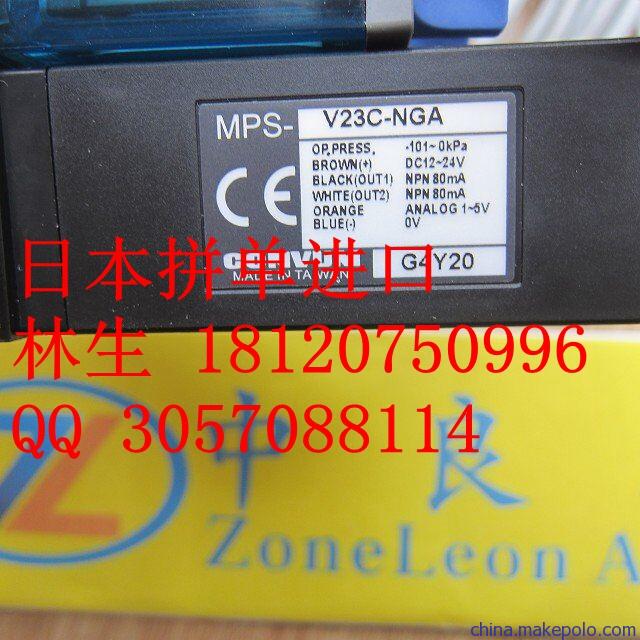 MPS- V23C-NGA
OP.PRESS. -101~0kPa
BROWN(+) DC12~24V
BLACK(OUT1) NPN 80mA
WHITE(OUT2) NPN 80mA
ORANGE ANALOG 1~5V
BLUE(-) 0V
CE
G4Y20
MADE IN TAIWAN
日本拼单进口
林生 18120750996
QQ 3057088114
中良
ZoneLeon A
china.makepolo.com